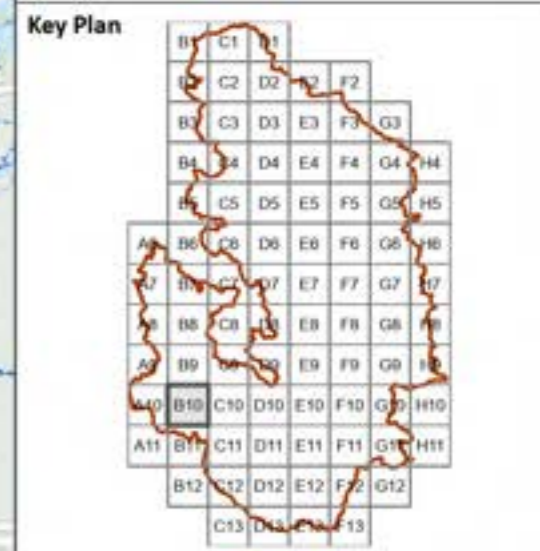 Key Plan
B1 C1 D1
B2 C2 D2 E2 F2
B3 C3 D3 E3 F3 G3
B4 C4 D4 E4 F4 G4 H4
B5 C5 D5 E5 F5 G5 H5
A6 B6 C6 D6 E6 F6 G6 H6
A7 B7 C7 D7 E7 F7 G7 H7
A8 B8 C8 D8 E8 F8 G8 H8
A9 B9 C9 D9 E9 F9 G9 H9
A10 B10 C10 D10 E10 F10 G10 H10
A11 B11 C11 D11 E11 F11 G11 H11
B12 C12 D12 E12 F12 G12
C13 D13 E13 F13